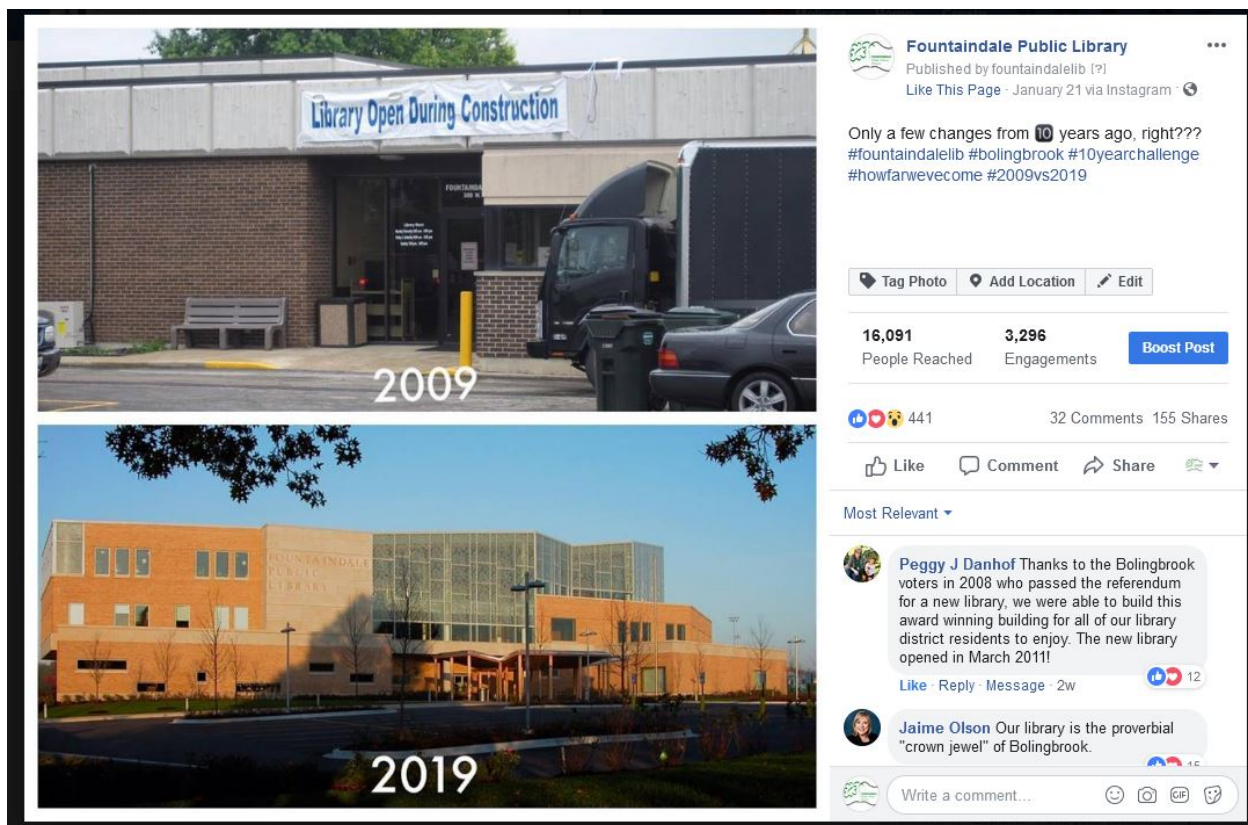 Library Open During Construction
FOUNTAINDA
2009
FOUNTAINDALE
PUBLIC
LIBRARY
2019
Fountaindale Public Library
Published by fountaindalelib [?]
Like This Page · January 21 via Instagram ·
Only a few changes from 🔟 years ago, right???
#fountaindalelib #bolingbrook #10yearchallenge
#howfarwevecome #2009vs2019
Tag Photo Add Location Edit
16,091 3,296
People Reached Engagements
Boost Post
441 32 Comments 155 Shares
Like Comment Share
Most Relevant
Peggy J Danhof Thanks to the Bolingbrook
voters in 2008 who passed the referendum
for a new library, we were able to build this
award winning building for all of our library
district residents to enjoy. The new library
opened in March 2011!
Like · Reply · Message · 2w 12
Jaime Olson Our library is the proverbial
"crown jewel" of Bolingbrook.
15
Write a comment...
GIF